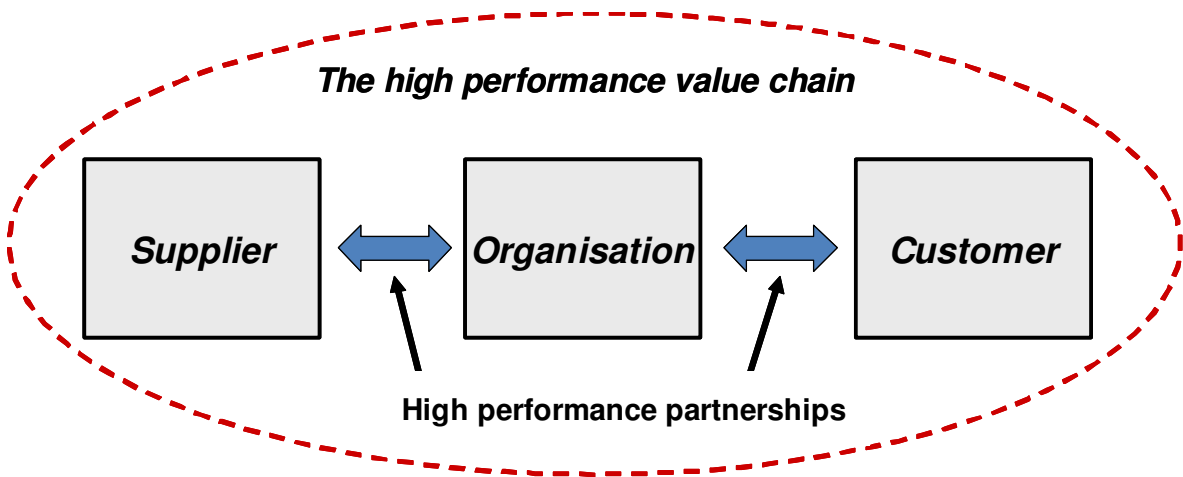 The high performance value chain
Supplier
Organisation
Customer
High performance partnerships